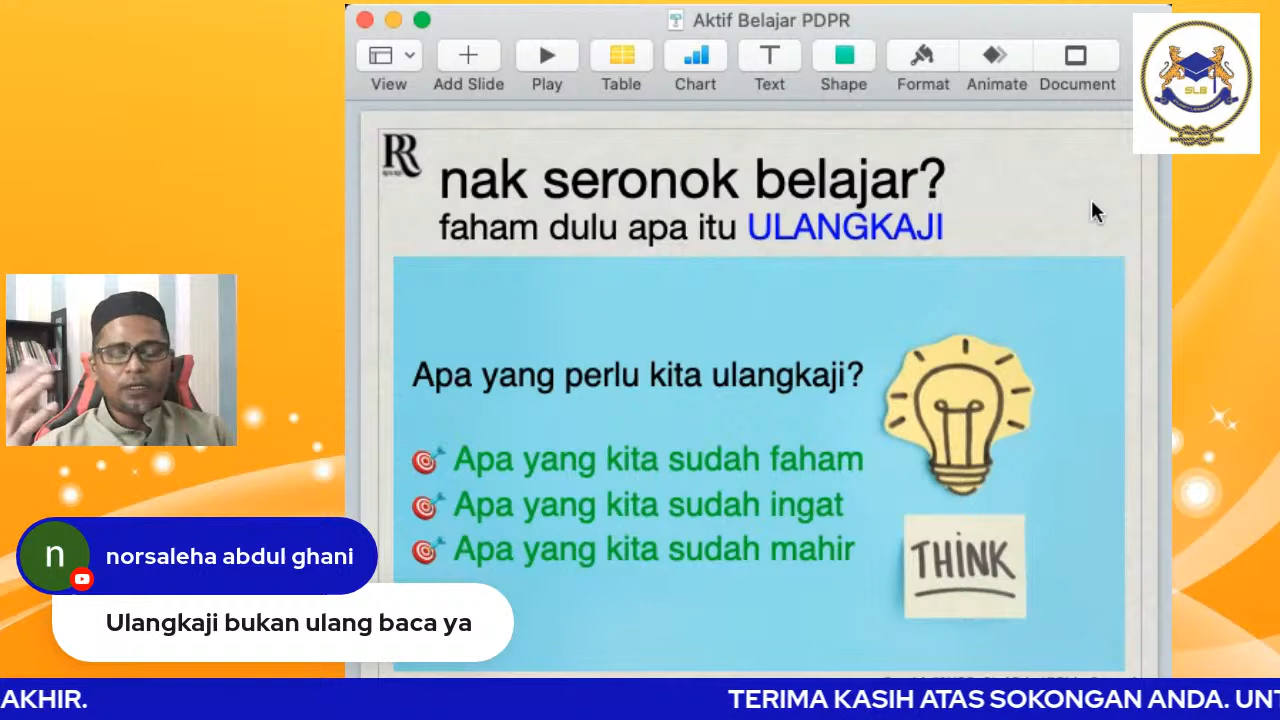 Aktif Belajar PDPR
View
Add Slide
Play
Table
Chart
Text
Shape
Format
Animate
Document
SLB
RR
nak seronok belajar?
faham dulu apa itu ULANGKAJI
Apa yang perlu kita ulangkaji?
Apa yang kita sudah faham
Apa yang kita sudah ingat
Apa yang kita sudah mahir
THINK
n
norsaleha abdul ghani
Ulangkaji bukan ulang baca ya
AKHIR.
TERIMA KASIH ATAS SOKONGAN ANDA. UNT